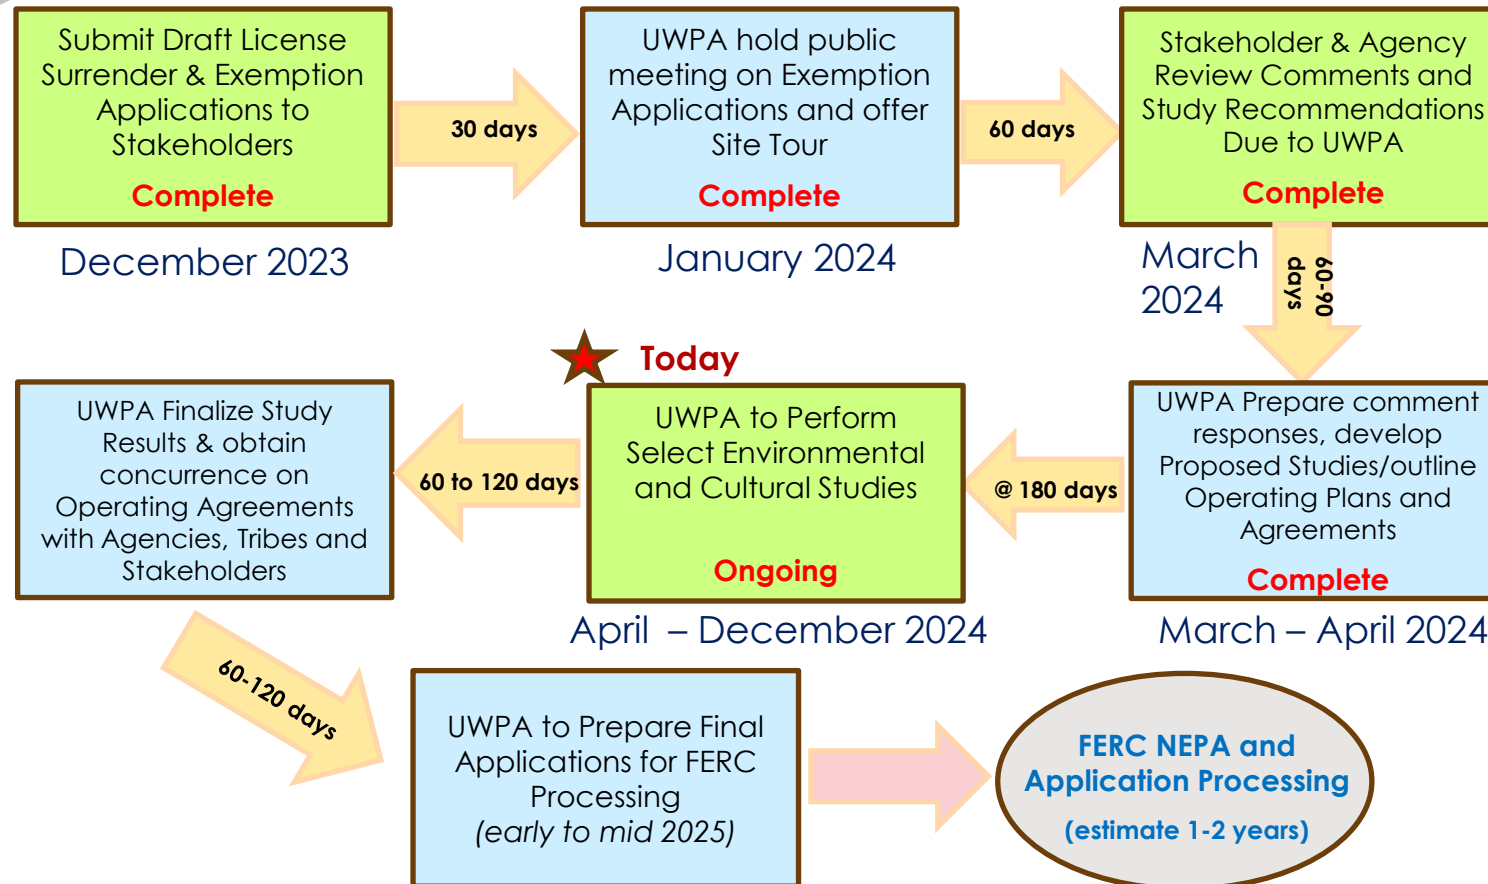 Submit Draft License
Surrender & Exemption
Applications to
Stakeholders
Complete
December 2023
30 days
UWPA hold public
meeting on Exemption
Applications and offer
Site Tour
Complete
January 2024
60 days
Stakeholder & Agency
Review Comments and
Study Recommendations
Due to UWPA
Complete
March
2024
60-90
days
UWPA Prepare comment
responses, develop
Proposed Studies/outline
Operating Plans and
Agreements
Complete
March – April 2024
@ 180 days
Today
UWPA to Perform
Select Environmental
and Cultural Studies
Ongoing
April – December 2024
60 to 120 days
UWPA Finalize Study
Results & obtain
concurrence on
Operating Agreements
with Agencies, Tribes and
Stakeholders
60-120 days
UWPA to Prepare Final
Applications for FERC
Processing
(early to mid 2025)
FERC NEPA and
Application Processing
(estimate 1-2 years)